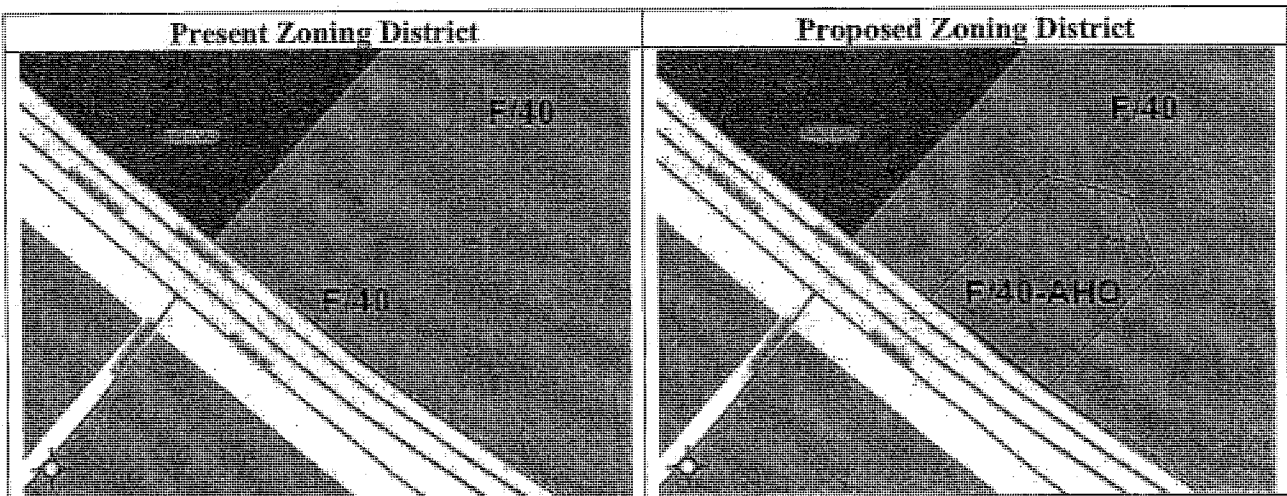 Present Zoning District
Proposed Zoning District
F/40
F/40
F/40
F/40-AHO